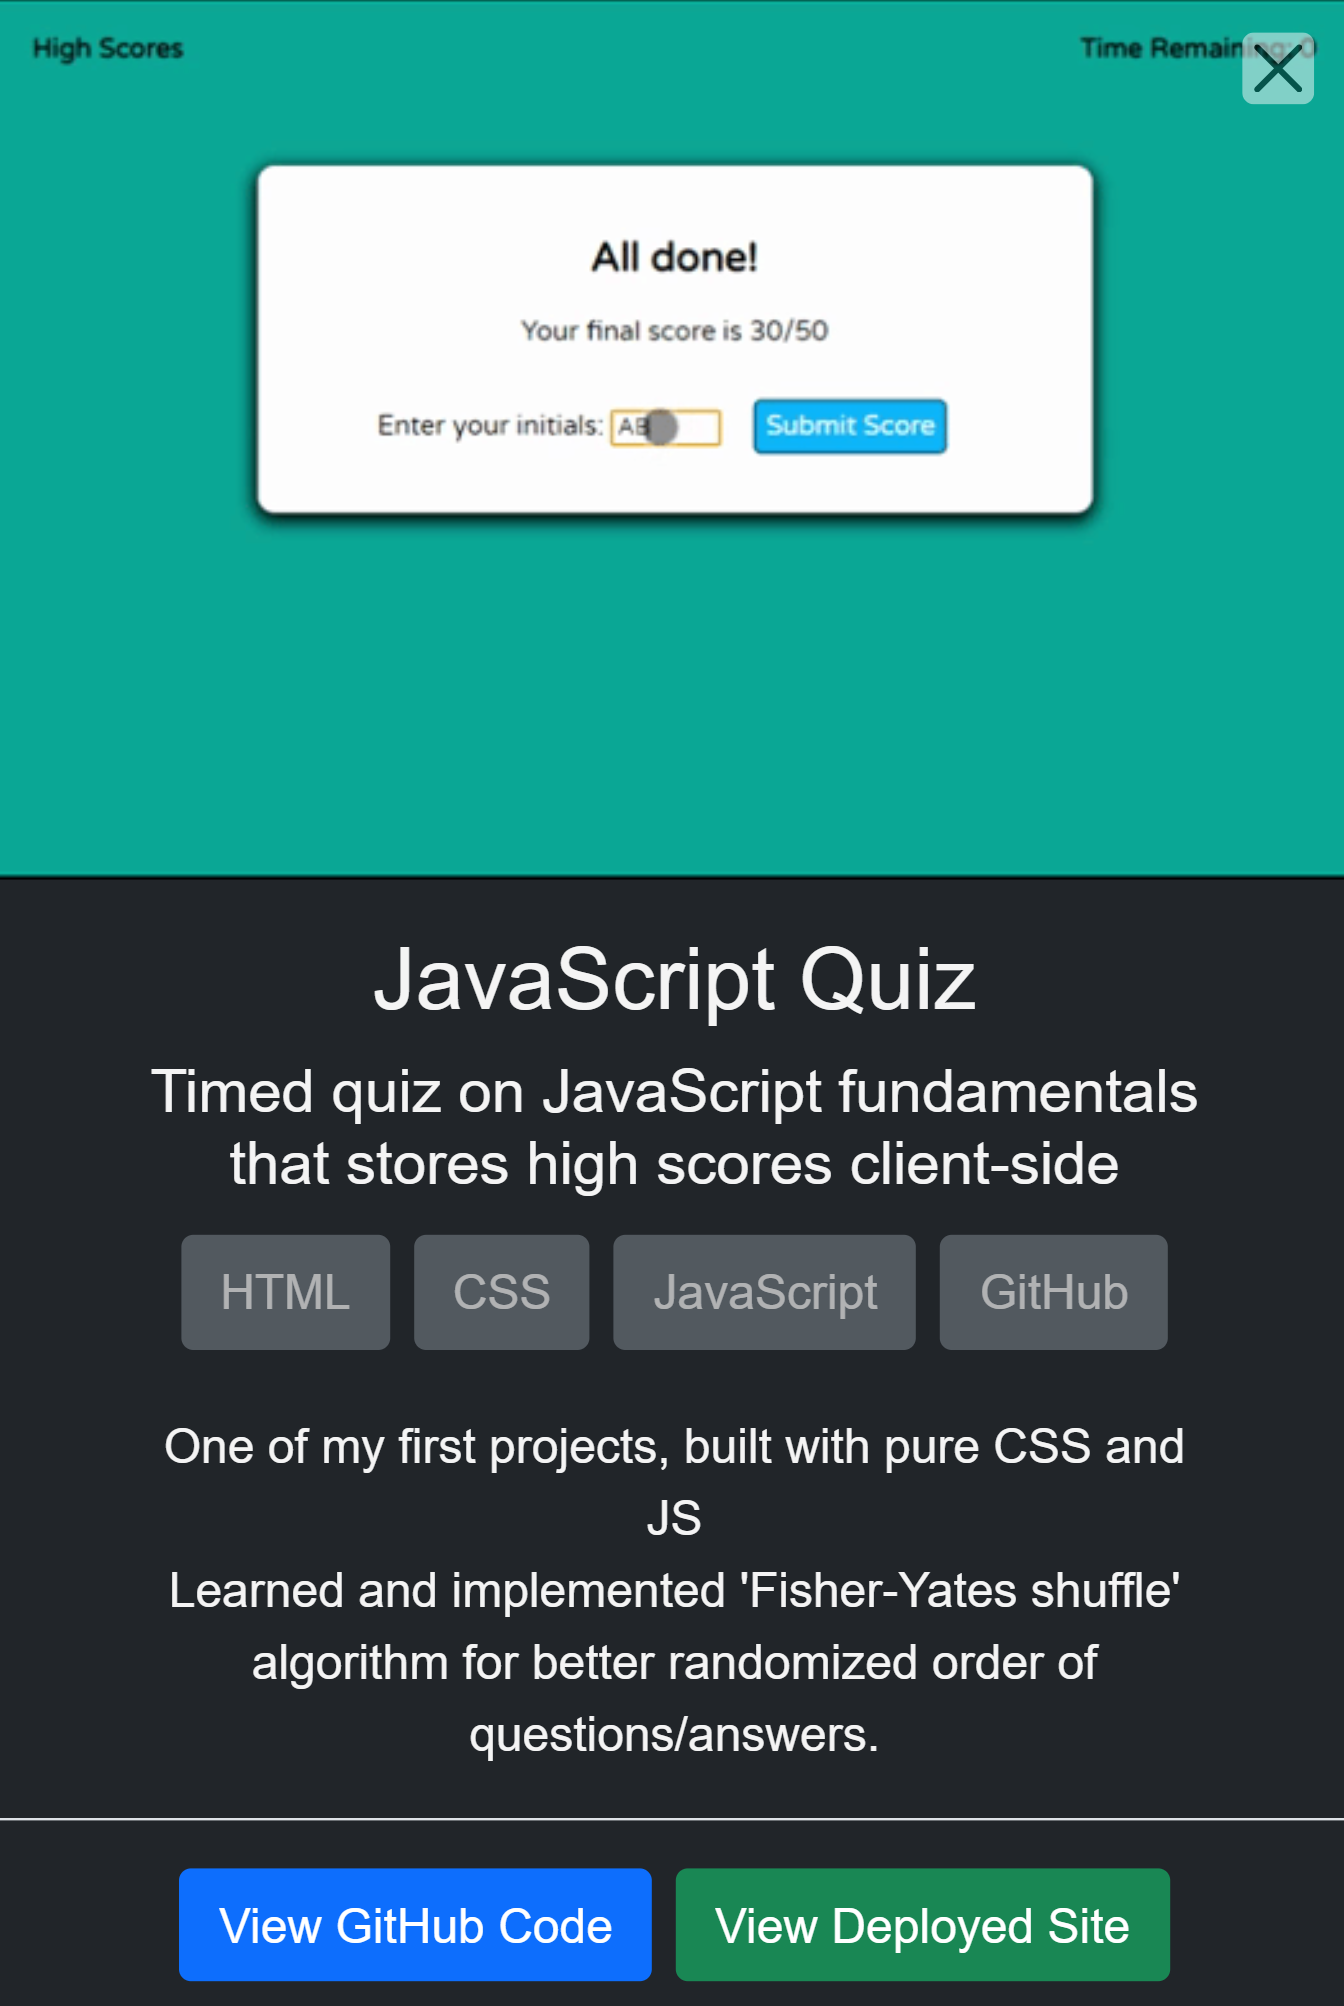 High Scores
Time Remaining: 0
All done!
Your final score is 30/50
Enter your initials: AB
Submit Score
JavaScript Quiz
Timed quiz on JavaScript fundamentals
that stores high scores client-side
HTML
CSS
JavaScript
GitHub
One of my first projects, built with pure CSS and
JS
Learned and implemented 'Fisher-Yates shuffle'
algorithm for better randomized order of
questions/answers.
View GitHub Code
View Deployed Site